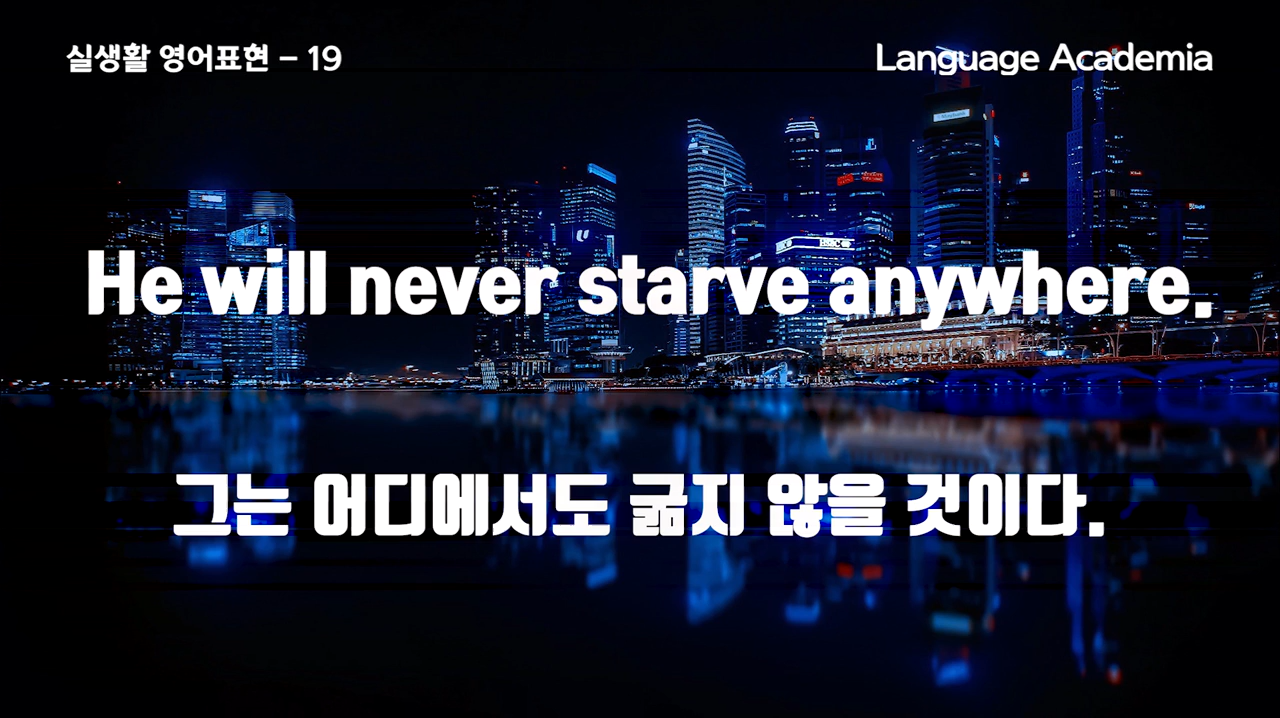 실생활 영어표현 – 19
Language Academia
He will never starve anywhere.
그는 어디에서도 굶지 않을 것이다.
HSBC